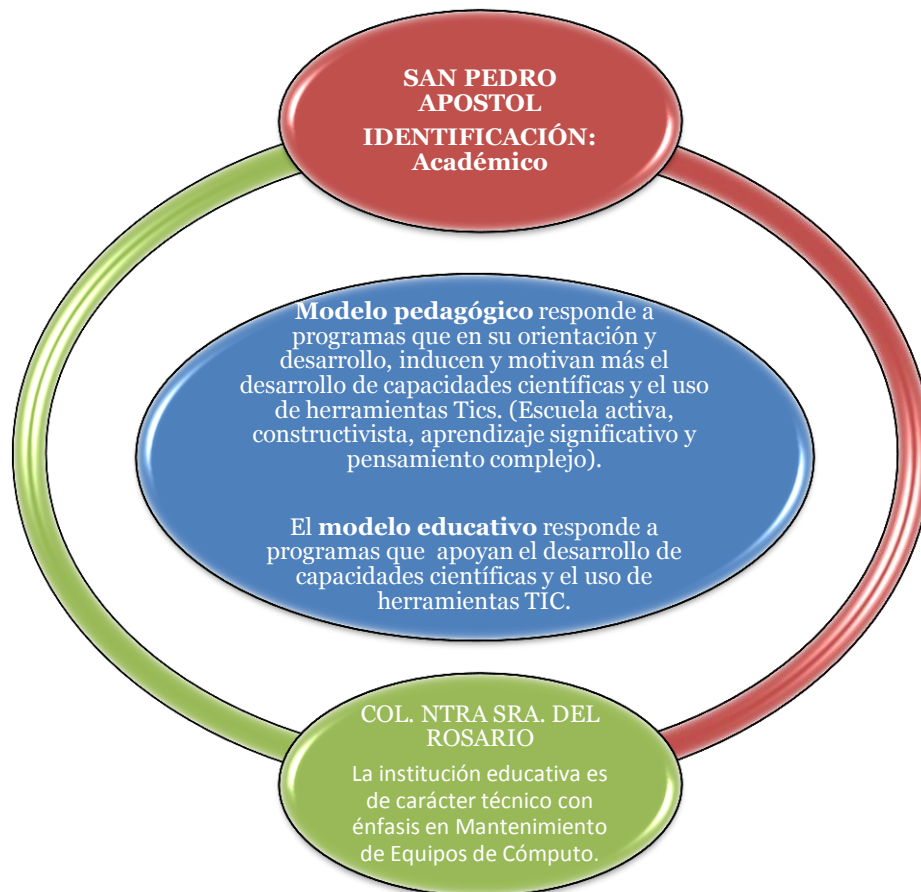 SAN PEDRO
APOSTOL
IDENTIFICACIÓN:
Académico
Modelo pedagógico responde a
programas que en su orientación y
desarrollo, inducen y motivan más el
desarrollo de capacidades científicas y el uso
de herramientas Tics. (Escuela activa,
constructivista, aprendizaje significativo y
pensamiento complejo).
El modelo educativo responde a
programas que apoyan el desarrollo de
capacidades científicas y el uso de
herramientas TIC.
COL. NTRA SRA. DEL
ROSARIO
La institución educativa es
de carácter técnico con
énfasis en Mantenimiento
de Equipos de Cómputo.